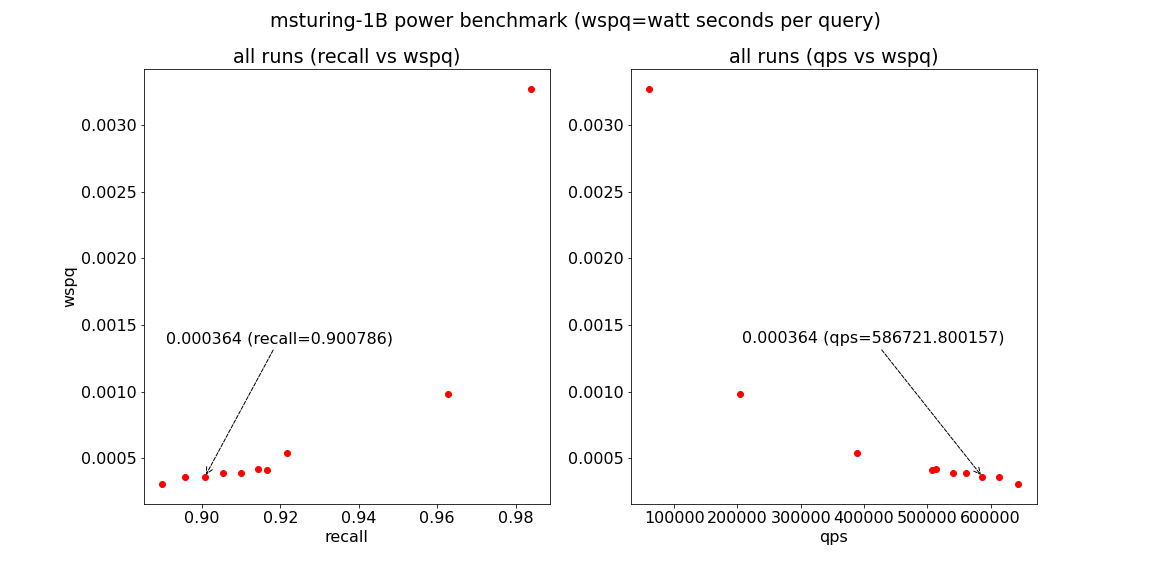 msturing-1B power benchmark (wspq=watt seconds per query)
all runs (recall vs wspq)
0.0030
0.0025
0.0020
0.0015
0.0010
0.0005
wspq
0.000364 (recall=0.900786)
0.90 0.92 0.94 0.96 0.98
recall
all runs (qps vs wspq)
0.0030
0.0025
0.0020
0.0015
0.0010
0.0005
0.000364 (qps=586721.800157)
100000 200000 300000 400000 500000 600000
qps